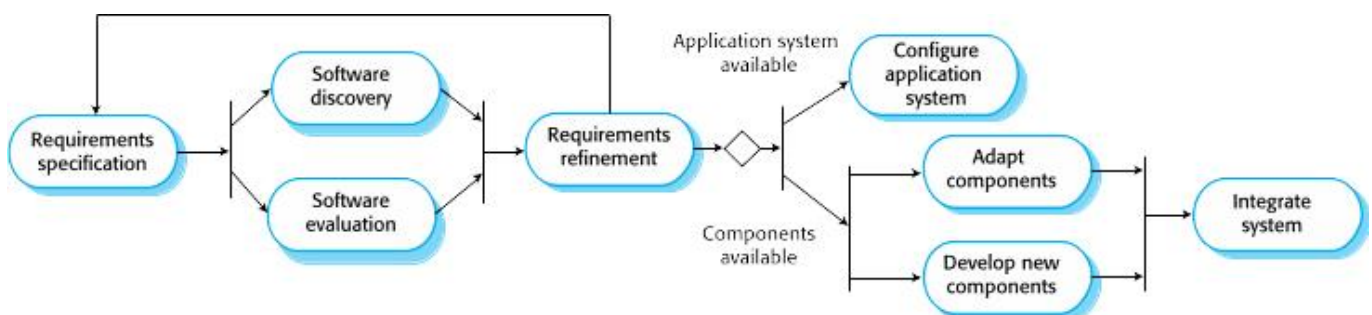 Requirements
specification
Software
discovery
Software
evaluation
Requirements
refinement
Application system
available
Configure
application
system
Components
available
Adapt
components
Develop new
components
Integrate
system